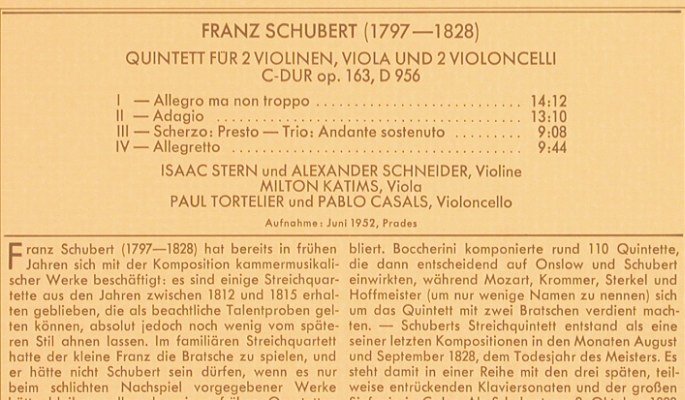 FRANZ SCHUBERT (1797—1828)
QUINTETT FÜR 2 VIOLINEN, VIOLA UND 2 VIOLONCELLI
C-DUR op. 163, D 956
I — Allegro ma non troppo . . . . . . . . . . . . . . . . . . . . . . . . . 14:12
II — Adagio . . . . . . . . . . . . . . . . . . . . . . . . . . . . . . . . . . . . . 13:10
III — Scherzo: Presto — Trio: Andante sostenuto . . . . . . . . . 9:08
IV — Allegretto . . . . . . . . . . . . . . . . . . . . . . . . . . . . . . . . . . 9:44
ISAAC STERN und ALEXANDER SCHNEIDER, Violine
MILTON KATIMS, Viola
PAUL TORTELIER und PABLO CASALS, Violoncello
Aufnahme: Juni 1952, Prades
Franz Schubert (1797—1828) hat bereits in frühen
Jahren sich mit der Komposition kammermusikali-
scher Werke beschäftigt: es sind einige Streichquar-
tette aus den Jahren zwischen 1812 und 1815 erhal-
ten geblieben, die als beachtliche Talentproben gel-
ten können, absolut jedoch noch wenig vom späte-
ren Stil ahnen lassen. Im familiären Streichquartett
hatte der kleine Franz die Bratsche zu spielen, und
er hätte nicht Schubert sein dürfen, wenn es nur
beim schlichten Nachspiel vorgegebener Werke
bliert. Boccherini komponierte rund 110 Quintette,
die dann entscheidend auf Onslow und Schubert
einwirkten, während Mozart, Krommer, Sterkel und
Hoffmeister (um nur wenige Namen zu nennen) sich
um das Quintett mit zwei Bratschen verdient mach-
ten. — Schuberts Streichquintett entstand als eine
seiner letzten Kompositionen in den Monaten August
und September 1828, dem Todesjahr des Meisters. Es
steht damit in einer Reihe mit den drei späten, teil-
weise entrückenden Klaviersonaten und der großen